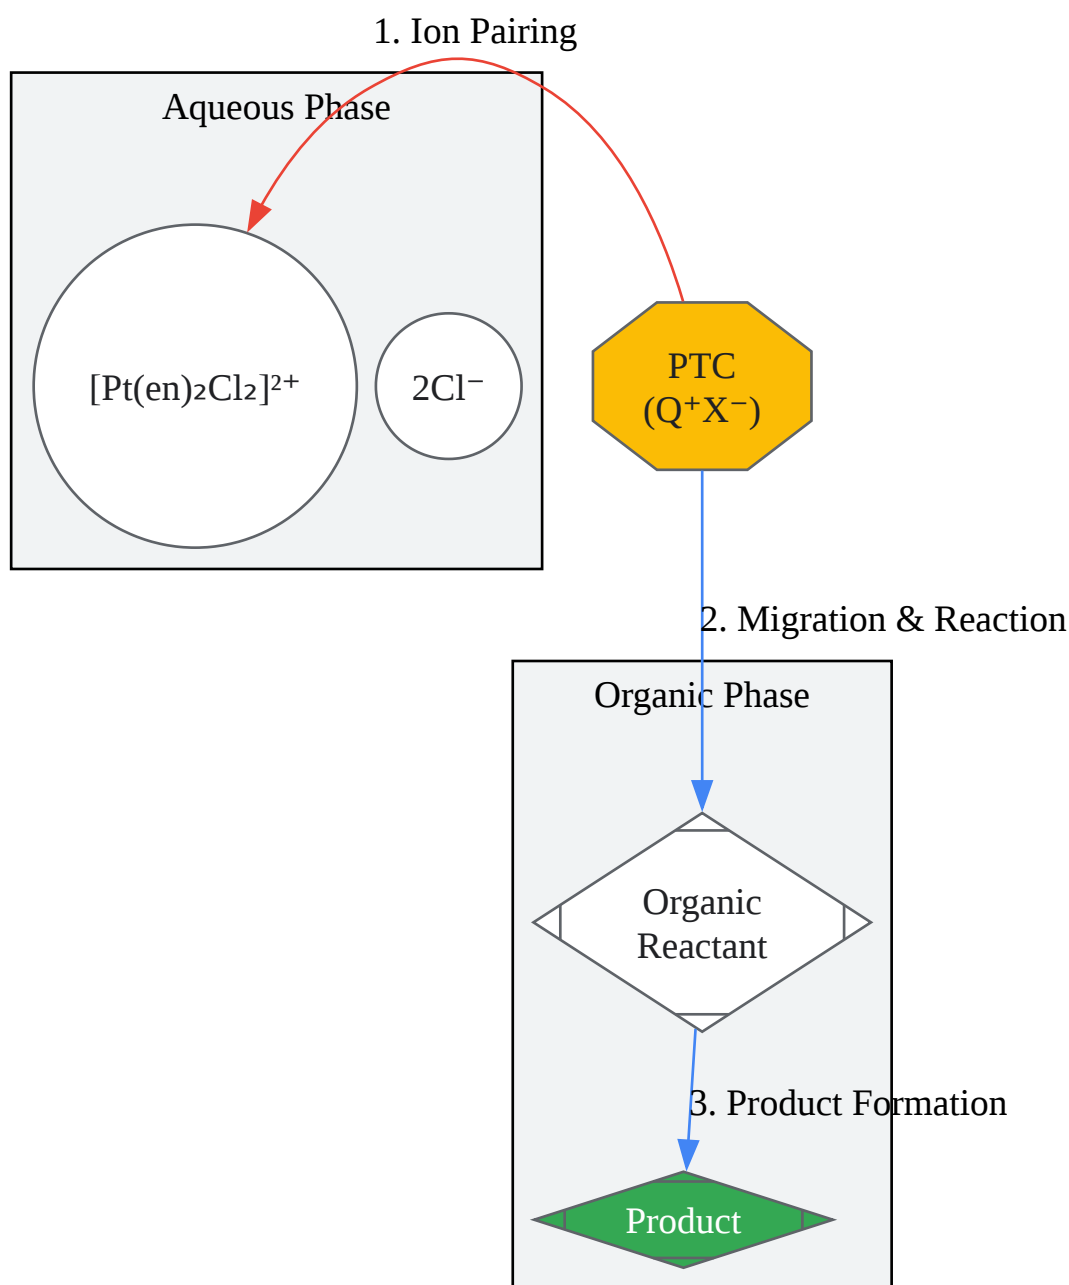 1. Ion Pairing
Aqueous Phase
[Pt(en)₂Cl₂]²⁺
2Cl⁻
PTC
(Q⁺X⁻)
2. Migration & Reaction
Organic Phase
Organic
Reactant
3. Product Formation
Product